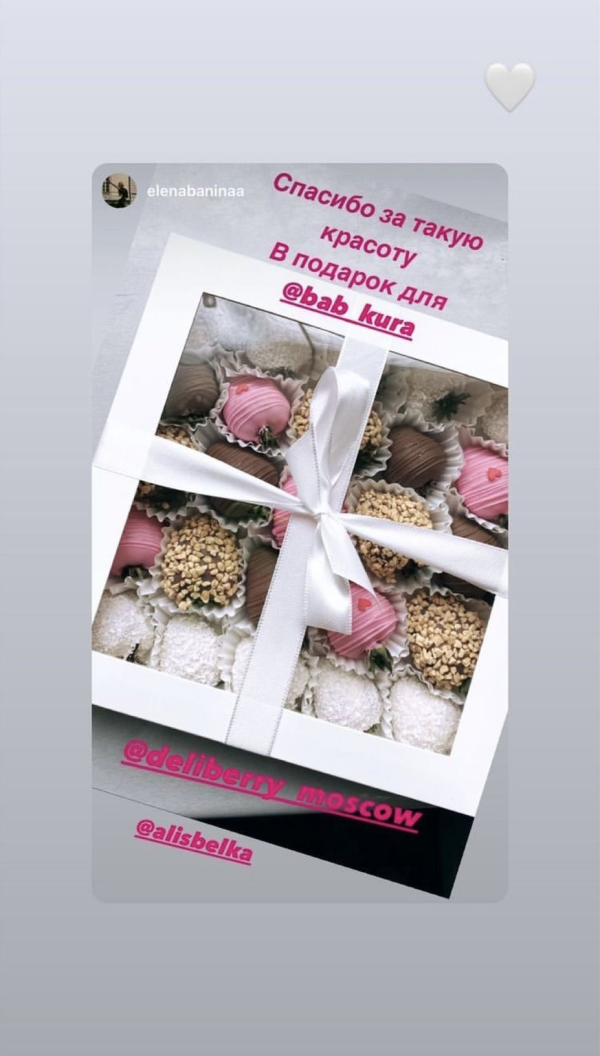 elenabaninaa
Спасибо за такую
красоту
В подарок для
@bab_kura
@deliberry_moscow
@alisbelka